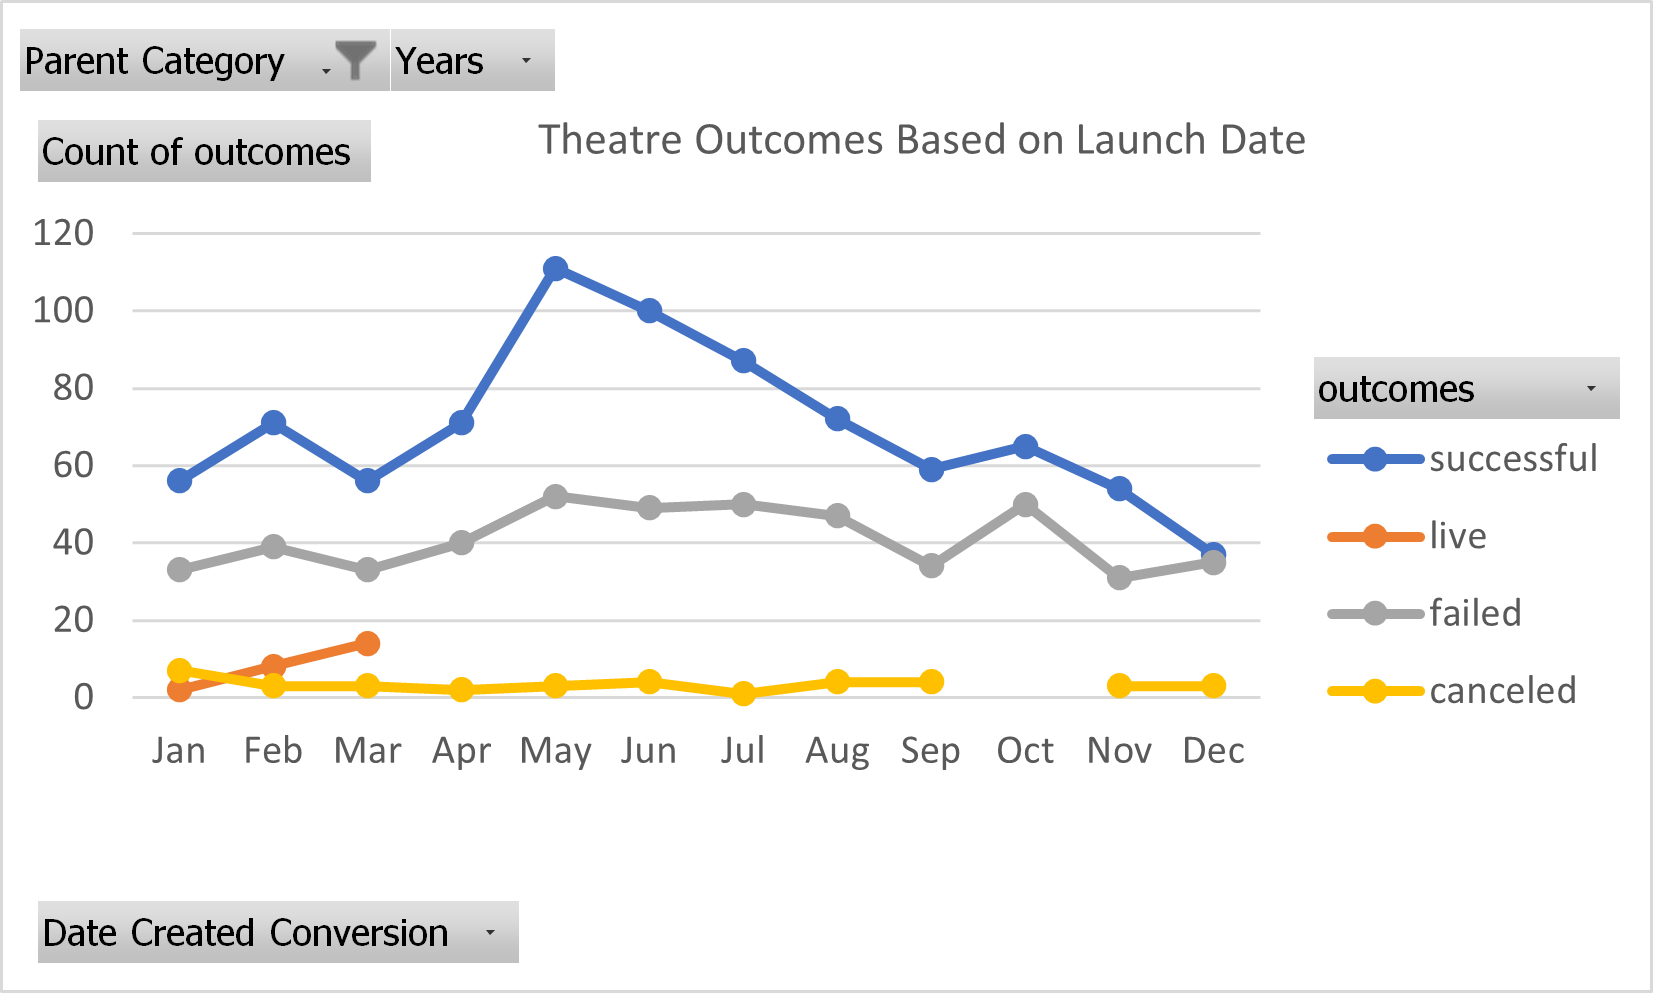 Parent Category Years
Count of outcomes
Theatre Outcomes Based on Launch Date
120
100
80
60
40
20
0
Jan Feb Mar Apr May Jun Jul Aug Sep Oct Nov Dec
outcomes
successful
live
failed
canceled
Date Created Conversion